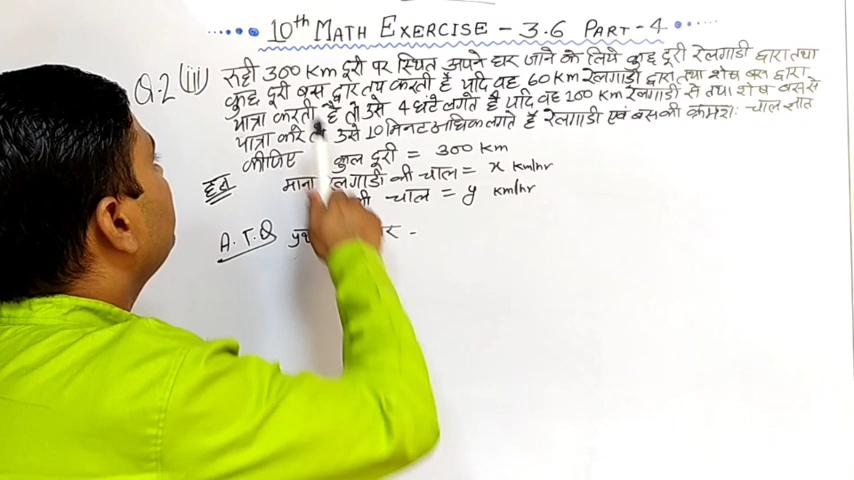 10th MATH EXERCISE - 3.6 PART - 4
Q.2 (iii) रूही 300 Km दूरी पर स्थित अपने घर जाने के लिये कुछ दूरी रेलगाडी द्वारा तथा
कुछ दूरी बस द्वार तय करती है यदि वह 60 Km रेलगाडी द्वारा तथा शेष बस द्वारा
यात्रा करती है तो उसे 4 घंटे लगते है यदि वह 100 Km रेलगाडी से तथा शेष बस से
यात्रा करे उसे 10 मिनट अधिक लगते है रेलगाडी एवं बस की क्रमश: चाल ज्ञात
कीजिए
कुल दूरी = 300 Km
हल माना रेलगाडी की चाल = x km/hr
की चाल = y km/hr
A.T.Q